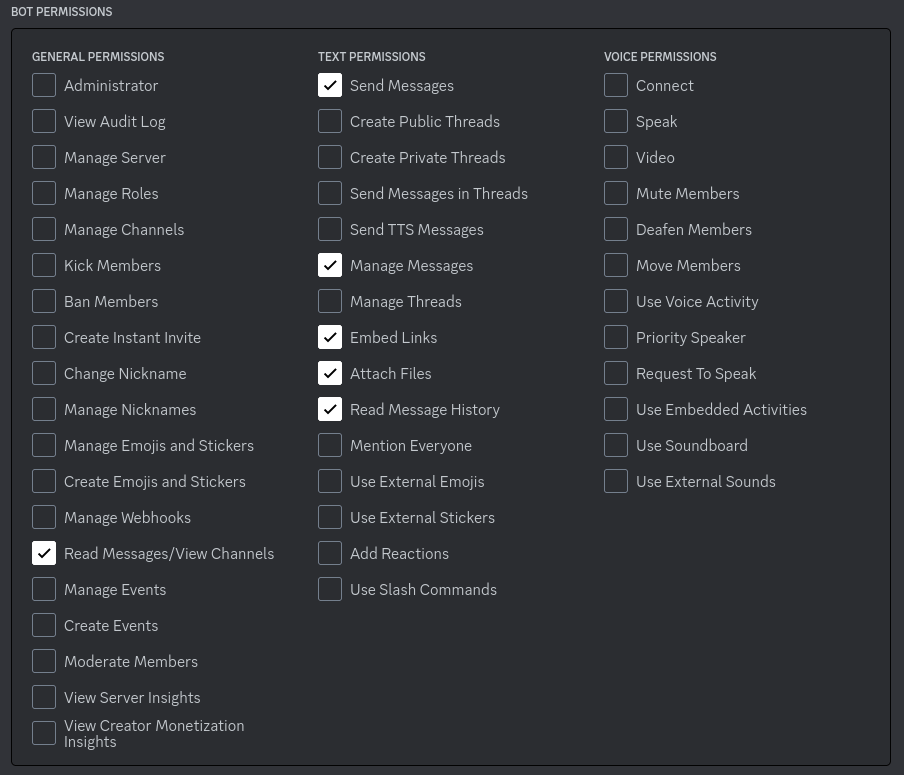 BOT PERMISSIONS
GENERAL PERMISSIONS
Administrator
View Audit Log
Manage Server
Manage Roles
Manage Channels
Kick Members
Ban Members
Create Instant Invite
Change Nickname
Manage Nicknames
Manage Emojis and Stickers
Create Emojis and Stickers
Manage Webhooks
Read Messages/View Channels
Manage Events
Create Events
Moderate Members
View Server Insights
View Creator Monetization
Insights
TEXT PERMISSIONS
Send Messages
Create Public Threads
Create Private Threads
Send Messages in Threads
Send TTS Messages
Manage Messages
Manage Threads
Embed Links
Attach Files
Read Message History
Mention Everyone
Use External Emojis
Use External Stickers
Add Reactions
Use Slash Commands
VOICE PERMISSIONS
Connect
Speak
Video
Mute Members
Deafen Members
Move Members
Use Voice Activity
Priority Speaker
Request To Speak
Use Embedded Activities
Use Soundboard
Use External Sounds